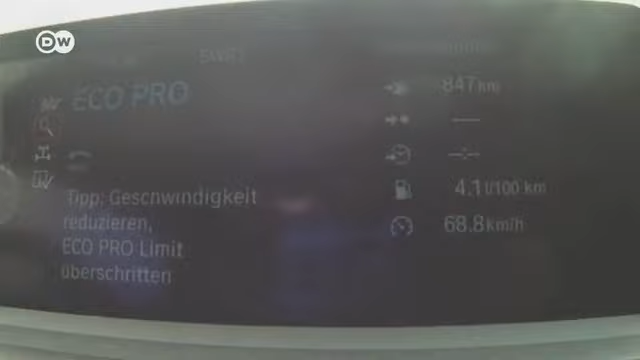 DW
ECO PRO
Tipp: Geschwindigkeit
reduzieren,
ECO PRO Limit
überschritten
847 km
----
--:--
4.1 l/100 km
68.8 km/h